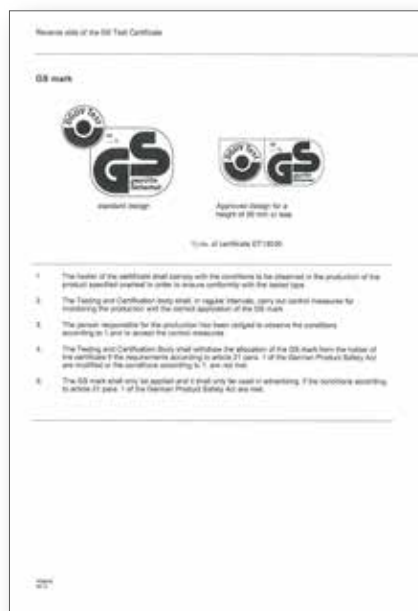 Reverse side of the GS Test Certificate
GS mark
DGUV Test
GS
geprüfte
Sicherheit
DGUV Test
GS
standard design
Approved design for a
height of 20 mm or less
of certificate
1. The holder of the certificate shall comply with the conditions to be observed in the production of the
product specified overleaf in order to ensure conformity with the tested type.
2. The Testing and Certification body shall, in regular intervals, carry out control measures for
monitoring the production and the correct application of the GS mark.
3. The person responsible for the production has been obliged to observe the conditions
according to 1 and to accept the control measures.
4. The Testing and Certification Body shall withdraw the allocation of the GS mark from the holder of
the certificate if the requirements according to article 21 para. 1 of the German Product Safety Act
are modified or the conditions according to 1. are not met.
5. The GS mark shall only be applied and it shall only be used in advertising, if the conditions according
to article 21 para. 1 of the German Product Safety Act are met.